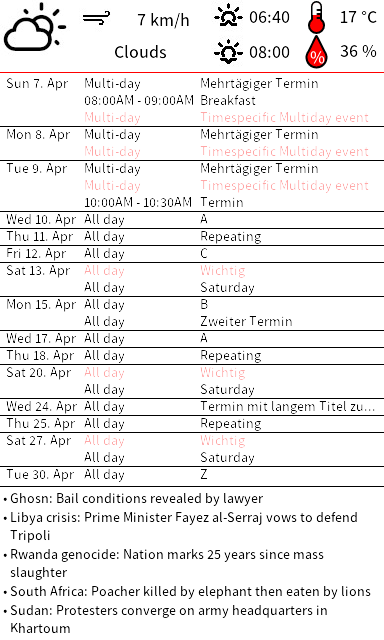 7 km/h 06:40 17 °C
Clouds 08:00 % 36 %
Sun 7. Apr Multi-day Mehrtägiger Termin
08:00AM - 09:00AM Breakfast
Multi-day Timespecific Multiday event
Mon 8. Apr Multi-day Mehrtägiger Termin
Multi-day Timespecific Multiday event
Tue 9. Apr Multi-day Mehrtägiger Termin
Multi-day Timespecific Multiday event
10:00AM - 10:30AM Termin
Wed 10. Apr All day A
Thu 11. Apr All day Repeating
Fri 12. Apr All day C
Sat 13. Apr All day Wichtig
All day Saturday
Mon 15. Apr All day B
All day Zweiter Termin
Wed 17. Apr All day A
Thu 18. Apr All day Repeating
Sat 20. Apr All day Wichtig
All day Saturday
Wed 24. Apr All day Termin mit langem Titel zu...
Thu 25. Apr All day Repeating
Sat 27. Apr All day Wichtig
All day Saturday
Tue 30. Apr All day Z
• Ghosn: Bail conditions revealed by lawyer
• Libya crisis: Prime Minister Fayez al-Serraj vows to defend
Tripoli
• Rwanda genocide: Nation marks 25 years since mass
slaughter
• South Africa: Poacher killed by elephant then eaten by lions
• Sudan: Protesters converge on army headquarters in
Khartoum